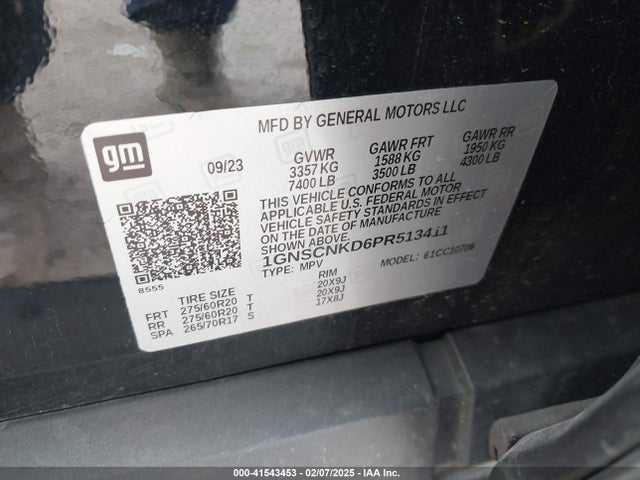 MFD BY GENERAL MOTORS LLC
gm
09/23
GVWR
3357 KG
7400 LB
GAWR FRT
1588 KG
3500 LB
GAWR RR
1950 KG
4300 LB
THIS VEHICLE CONFORMS TO ALL
APPLICABLE U.S. FEDERAL MOTOR
VEHICLE SAFETY STANDARDS IN EFFECT
ON THE DATE OF MANUFACTURE
SHOWN ABOVE.
1GNSCNKD6PR513411
TYPE: MPV
MODEL: 61CC10706
8555
TIRE SIZE RIM
FRT 275/60R20 T 20X9J
RR 275/60R20 T 20X9J
SPA 265/70R17 S 17X8J
000-41543453 - 02/07/2025 - IAA Inc.